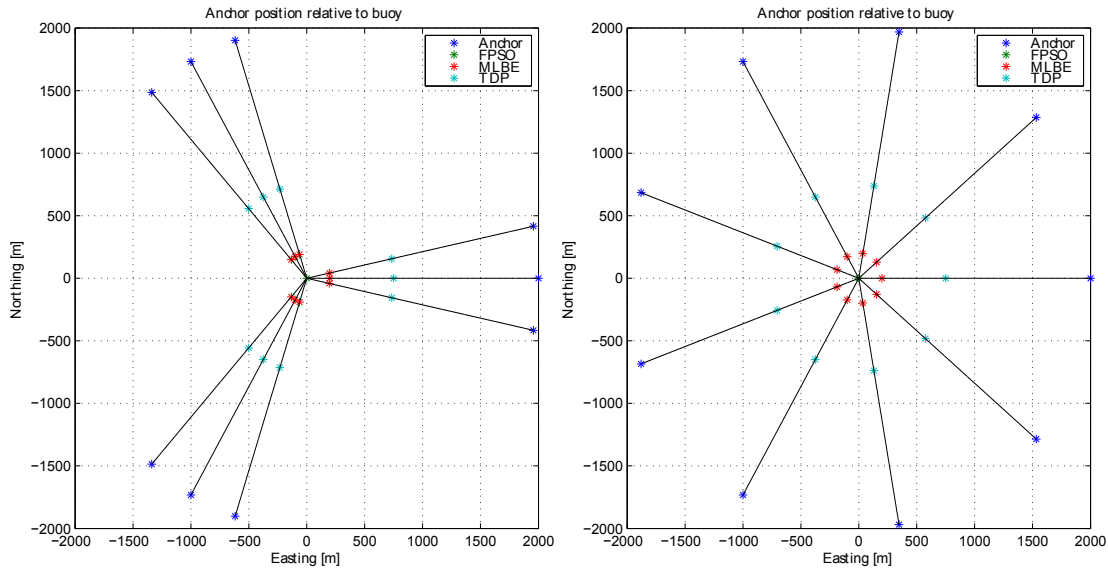 Anchor position relative to buoy
2000
1500
1000
500
0
−500
−1000
−1500
−2000
Northing [m]
−2000 −1500 −1000 −500 0 500 1000 1500 2000
Easting [m]
Anchor
FPSO
MLBE
TDP
Anchor position relative to buoy
2000
1500
1000
500
0
−500
−1000
−1500
−2000
Northing [m]
−2000 −1500 −1000 −500 0 500 1000 1500 2000
Easting [m]
Anchor
FPSO
MLBE
TDP